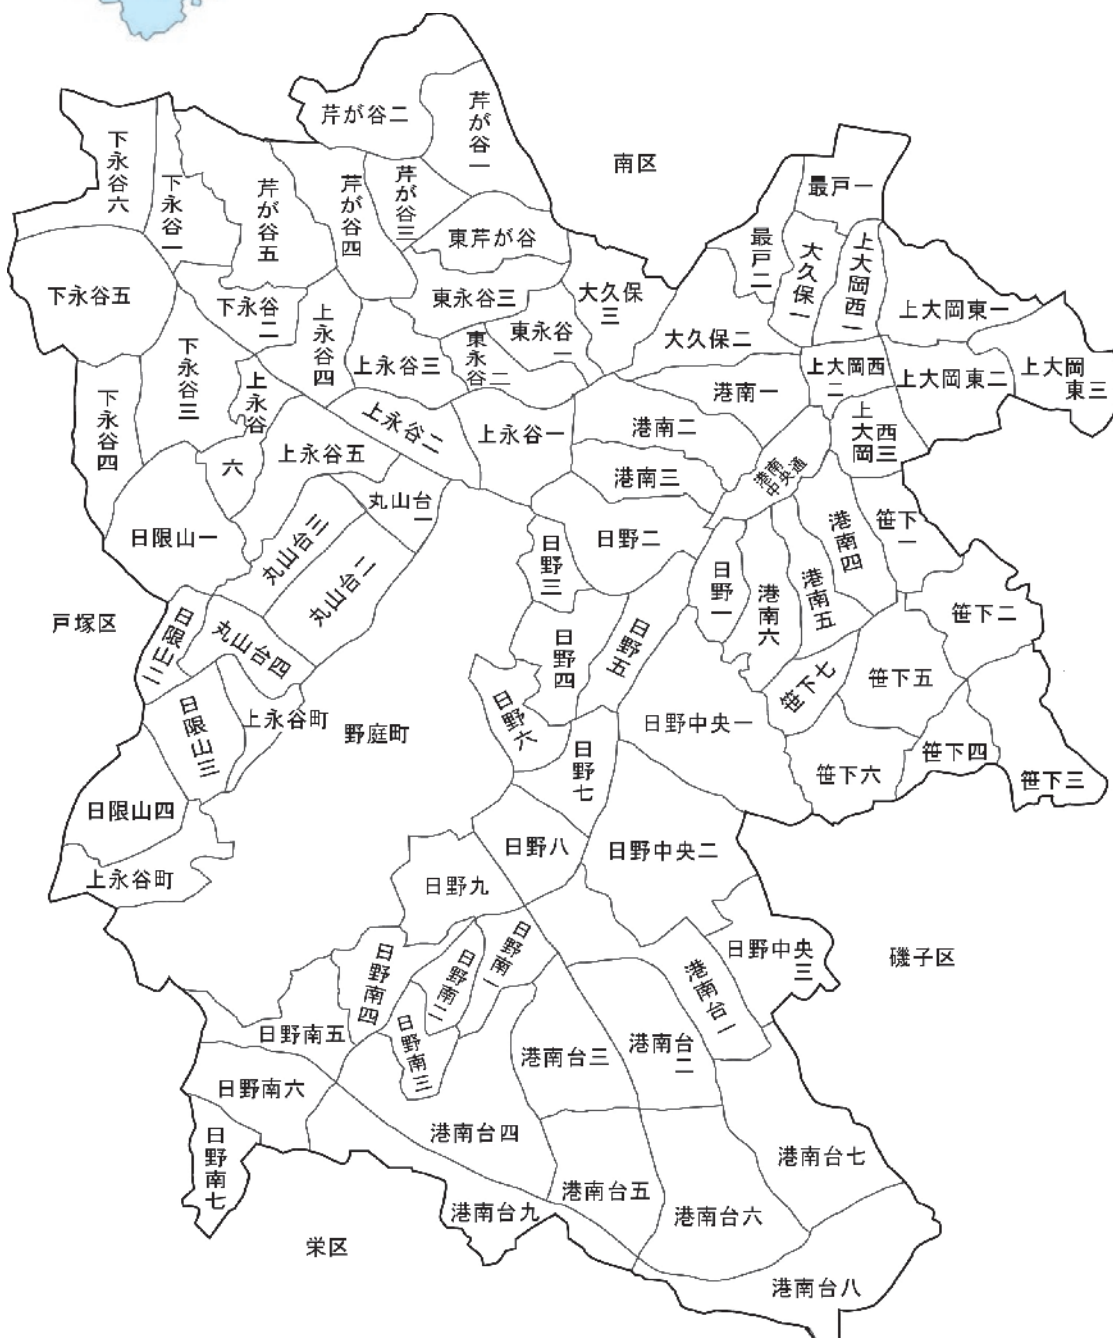 芹が谷二
芹が谷一
南区
下永谷六
下永谷一
芹が谷五
芹が谷四
芹が谷三
東芹が谷
最戸一
最戸二
大久保一
上大岡西一
上大岡東一
下永谷五
下永谷二
上永谷四
東永谷三
東永谷一
大久保三
大久保二
下永谷三
上永谷三
東永谷二
上大岡西二
上大岡東二
上大岡東三
下永谷四
上永谷六
上永谷五
上永谷二
上永谷一
港南一
港南二
港南三
港南中央通
上大岡西三
日限山一
丸山台一
丸山台三
丸山台二
日野三
日野二
日野一
港南六
港南五
港南四
笹下一
戸塚区
日限山二
丸山台四
日野四
日野五
笹下二
笹下七
笹下五
日限山三
上永谷町
野庭町
日野六
日野七
日野中央一
笹下六
笹下四
笹下三
日限山四
上永谷町
日野八
日野中央二
日野九
日野南一
日野南二
日野南四
日野南三
日野南五
港南台一
日野中央三
磯子区
港南台三
港南台二
日野南六
日野南七
港南台四
港南台五
港南台六
港南台七
港南台九
栄区
港南台八